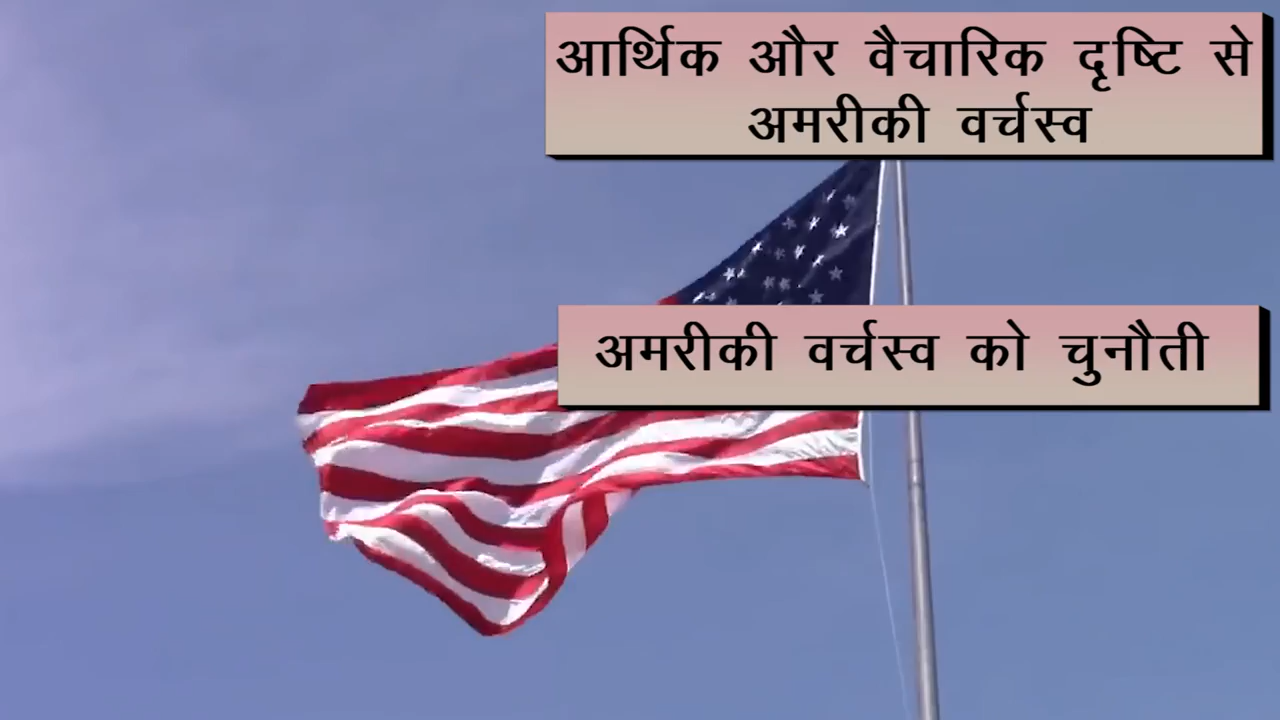 आर्थिक और वैचारिक दृष्टि से
अमरीकी वर्चस्व
अमरीकी वर्चस्व को चुनौती